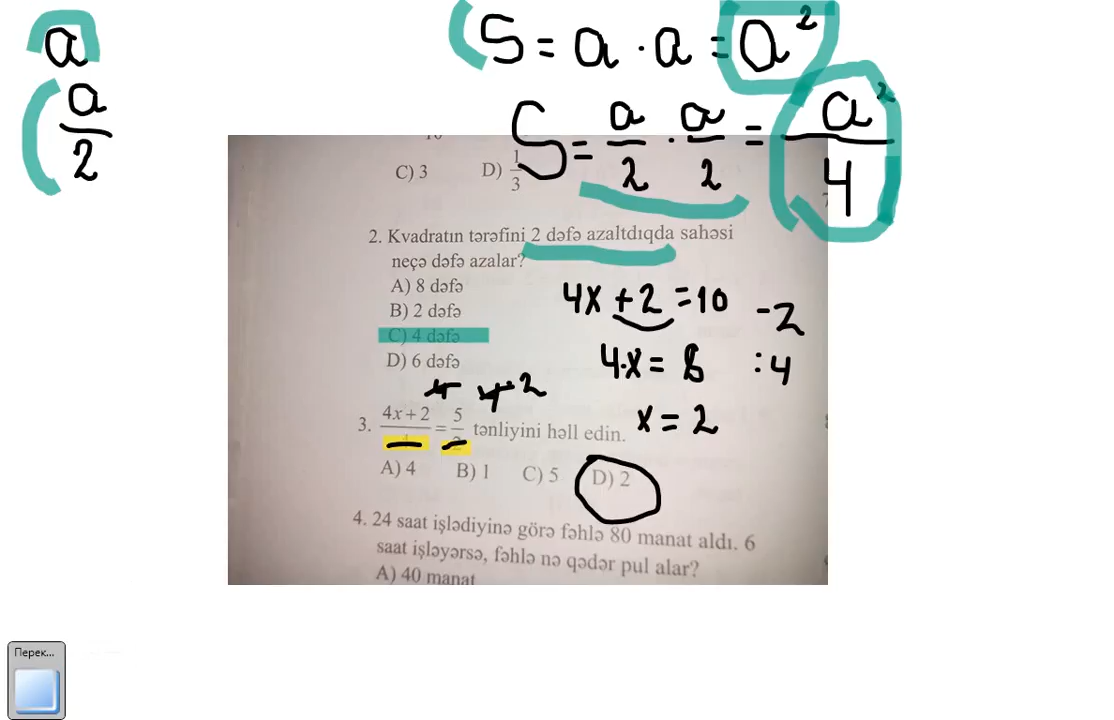 a
a/2
S = a · a = a²
S = a/2 · a/2 = a²/4
C) 3 D) 1/3
2. Kvadratın tərəfini 2 dəfə azaltdıqda sahəsi
neçə dəfə azalar?
A) 8 dəfə
B) 2 dəfə
C) 4 dəfə
D) 6 dəfə
4x + 2 = 10 -2
4·x = 8 :4
x = 2
3. (4x + 2)/4 = 5/2 tənliyini həll edin.
A) 4 B) 1 C) 5 D) 2
4. 24 saat işlədiyinə görə fəhlə 80 manat aldı. 6
saat işləyərsə, fəhlə nə qədər pul alar?
A) 40 manat
Перек...